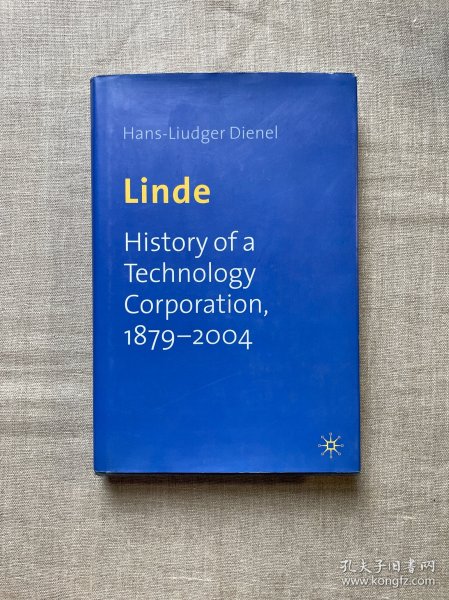 Hans-Liudger Dienel
Linde
History of a
Technology
Corporation,
1879–2004
孔夫子旧书网
www.kongfz.com